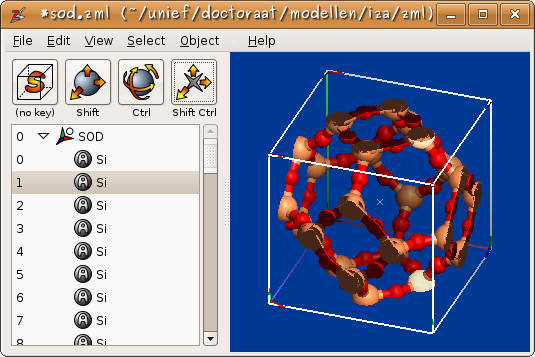 *sod.zml (~/unief/doctoraat/modellen/iza/zml)
File Edit View Select Object Help
S
(no key) Shift Ctrl Shift Ctrl
0 SOD
0 Si
1 Si
2 Si
3 Si
4 Si
5 Si
6 Si
7 Si
8 Si